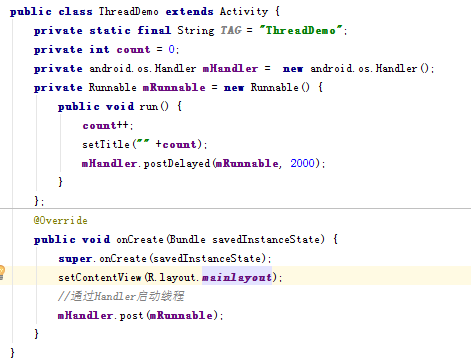 public class ThreadDemo extends Activity {
private static final String TAG = "ThreadDemo";
private int count = 0;
private android.os.Handler mHandler = new android.os.Handler();
private Runnable mRunnable = new Runnable() {
public void run() {
count++;
setTitle("" +count);
mHandler.postDelayed(mRunnable, 2000);
}
};
@Override
public void onCreate(Bundle savedInstanceState) {
super.onCreate(savedInstanceState);
setContentView(R.layout.mainlayout);
//通过Handler启动线程
mHandler.post(mRunnable);
}
}